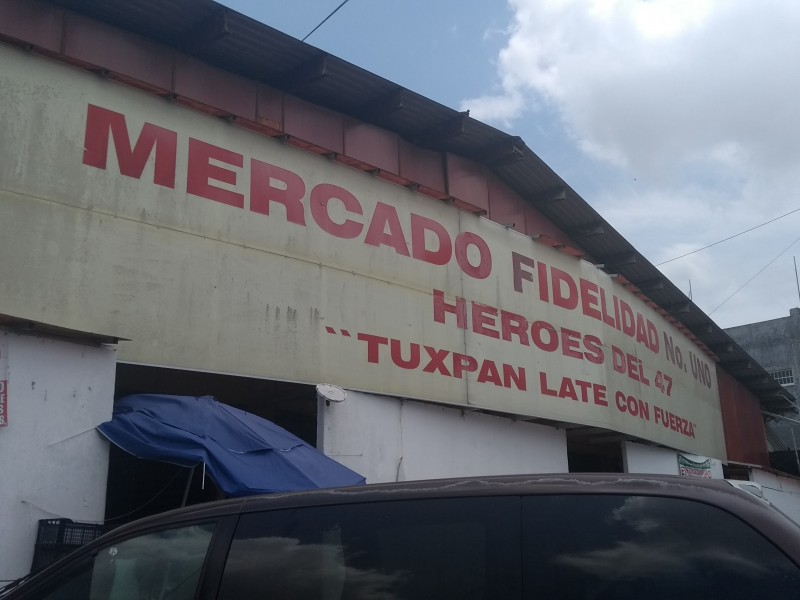 MERCADO FIDELIDAD No. UNO
HEROES DEL 47
``TUXPAN LATE CON FUERZA"